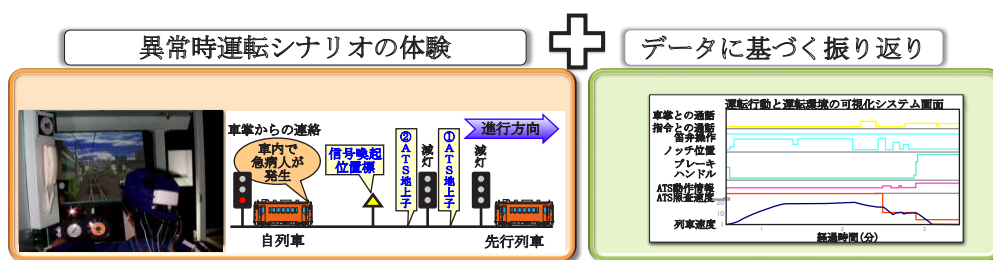 異常時運転シナリオの体験
データに基づく振り返り
車掌からの連絡
車内で
急病人が
発生
信号喚起
位置標
②ATS地上子
滅灯
①ATS地上子
滅灯
進行方向
自列車
先行列車
運転行動と運転環境の可視化システム画面
車掌との通話
指令との通話
笛弁操作
ノッチ位置
ブレーキ
ハンドル
ATS動作情報
ATS照査速度
列車速度
経過時間(分)